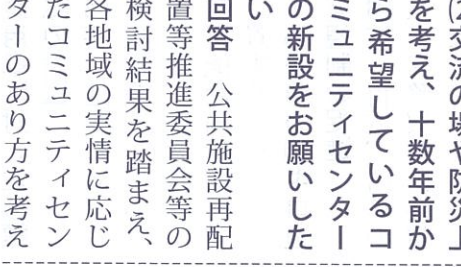 ⑵交流の場や防災上
を考え、十数年前か
ら希望しているコ
ミュニティセンター
の新設をお願いした
い
回答　公共施設再配
置等推進委員会等の
検討結果を踏まえ、
各地域の実情に応じ
たコミュニティセン
ターのあり方を考え